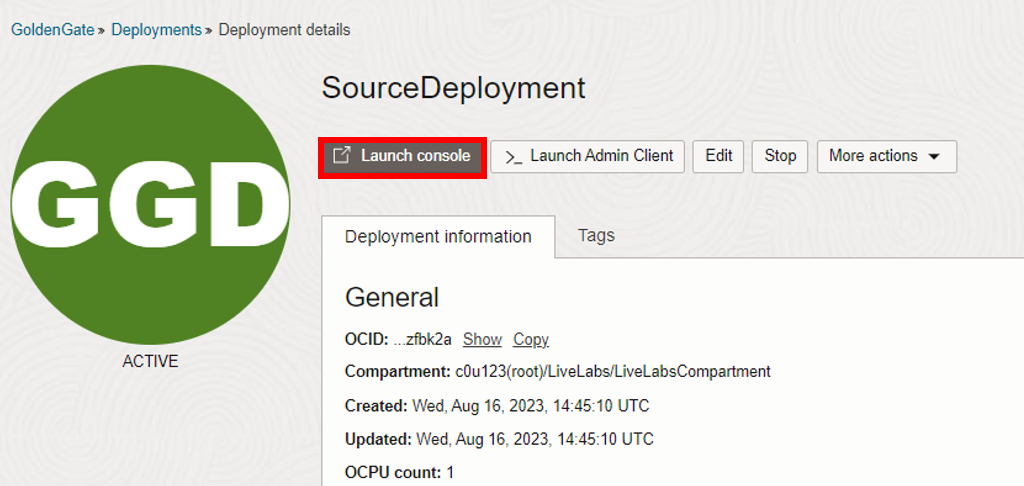 GoldenGate » Deployments » Deployment details
SourceDeployment
Launch console >_ Launch Admin Client Edit Stop More actions
GGD
ACTIVE
Deployment information Tags
General
OCID: ...zfbk2a Show Copy
Compartment: c0u123(root)/LiveLabs/LiveLabsCompartment
Created: Wed, Aug 16, 2023, 14:45:10 UTC
Updated: Wed, Aug 16, 2023, 14:45:10 UTC
OCPU count: 1